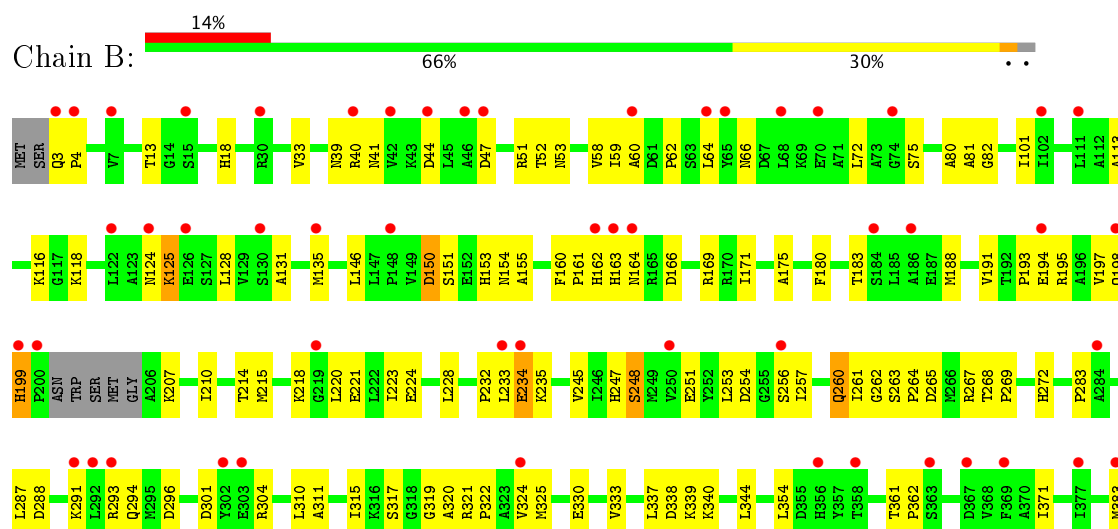 14%
Chain B:
66% 30% • •
MET SER Q3 P4 V7 T13 G14 S15 H18 R30 V33 N39 R40 N41 V42 K43 D44 L45 A46 D47 R51 T52 N53 V58 I59 A60 D61 P62 S63 L64 Y65 N66 D67 L68 K69 E70 A71 L72 A73 G74 S75 A80 A81 G82 I101 I102 L111 A112 A113
K116 G117 K118 L122 A123 N124 K125 E126 S127 L128 V129 S130 A131 M135 L146 L147 P148 V149 D150 S151 E152 H153 N154 A155 F160 P161 H162 H163 N164 R165 D166 R169 R170 I171 A175 F180 T183 S184 L185 A186 E187 M188 V191 T192 P193 E194 R195 A196 V197
H199 P200 ASN TRP SER MET GLY A206 K207 I210 T214 M215 K218 G219 L220 E221 L222 I223 E224 L228 P232 L233 E234 K235 V245 I246 H247 S248 M249 V250 E251 Y252 L253 D254 G255 S256 I257 Q260 I261 G262 S263 P264 D265 M266 R267 T268 P269 H272 P283 A284
L287 D288 K291 L292 R293 Q294 M295 D296 D301 Y302 E303 R304 L310 A311 I315 K316 S317 G318 G319 A320 R321 P322 A323 V324 M325 E330 V333 L337 D338 K339 K340 L344 L354 D355 H356 Y357 T358 T361 P362 S363 D367 V368 F369 A370 I371 I377